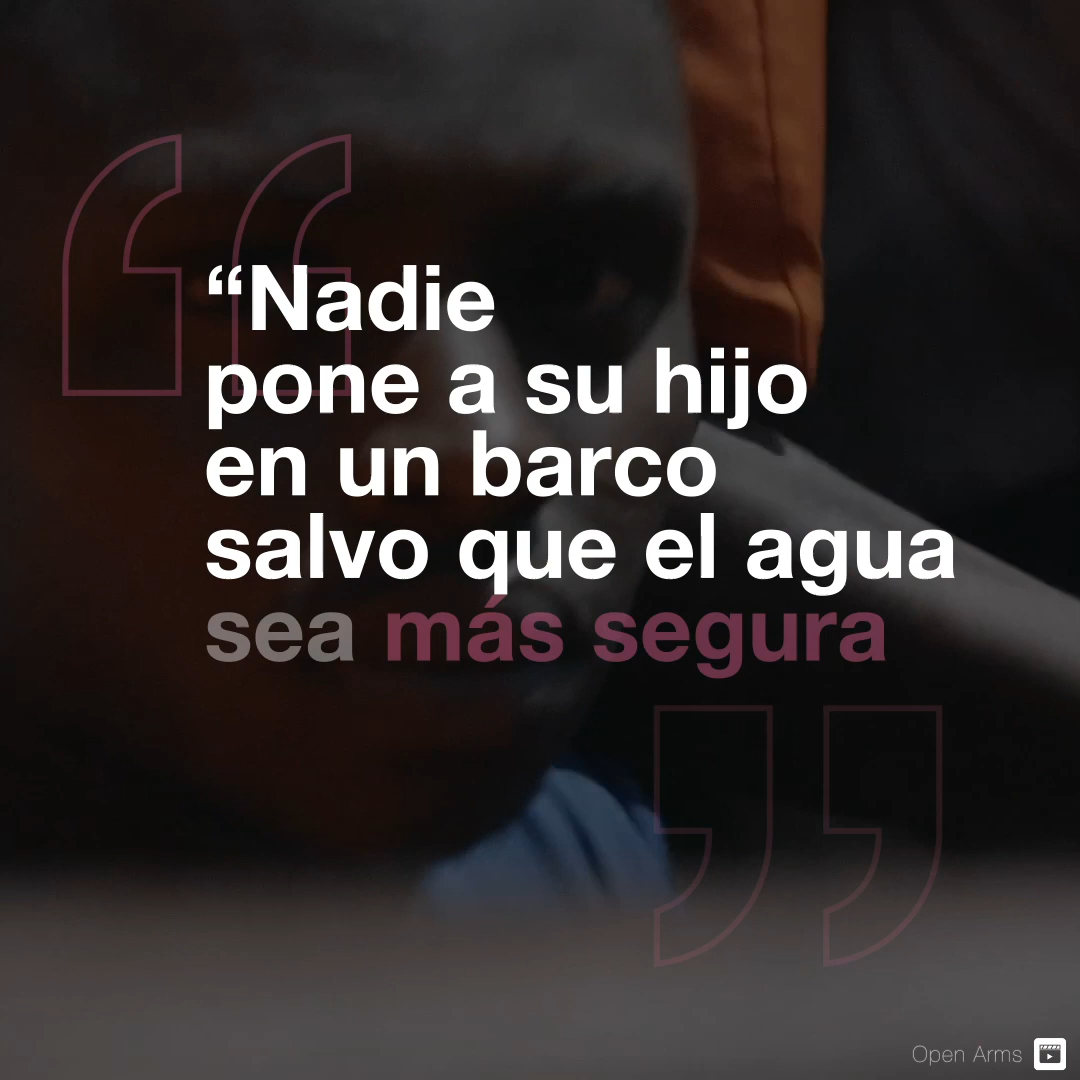 “Nadie
pone a su hijo
en un barco
salvo que el agua
sea más segura
Open Arms